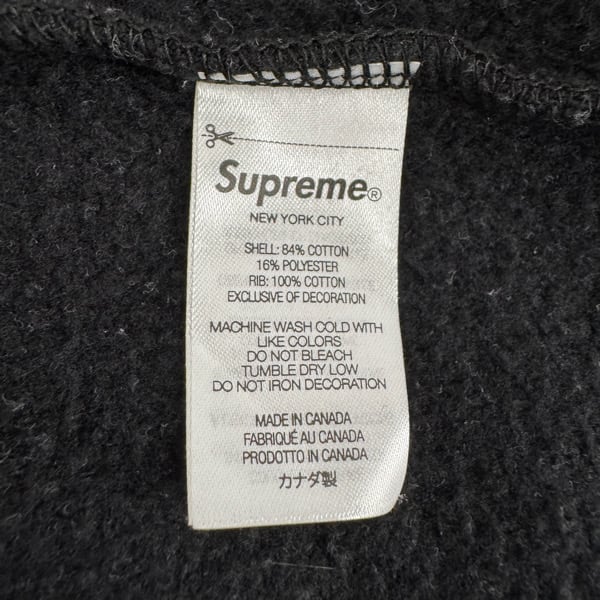 Supreme®
NEW YORK CITY
SHELL: 84% COTTON
16% POLYESTER
RIB: 100% COTTON
EXCLUSIVE OF DECORATION
MACHINE WASH COLD WITH
LIKE COLORS
DO NOT BLEACH
TUMBLE DRY LOW
DO NOT IRON DECORATION
MADE IN CANADA
FABRIQUÉ AU CANADA
PRODOTTO IN CANADA
カナダ製